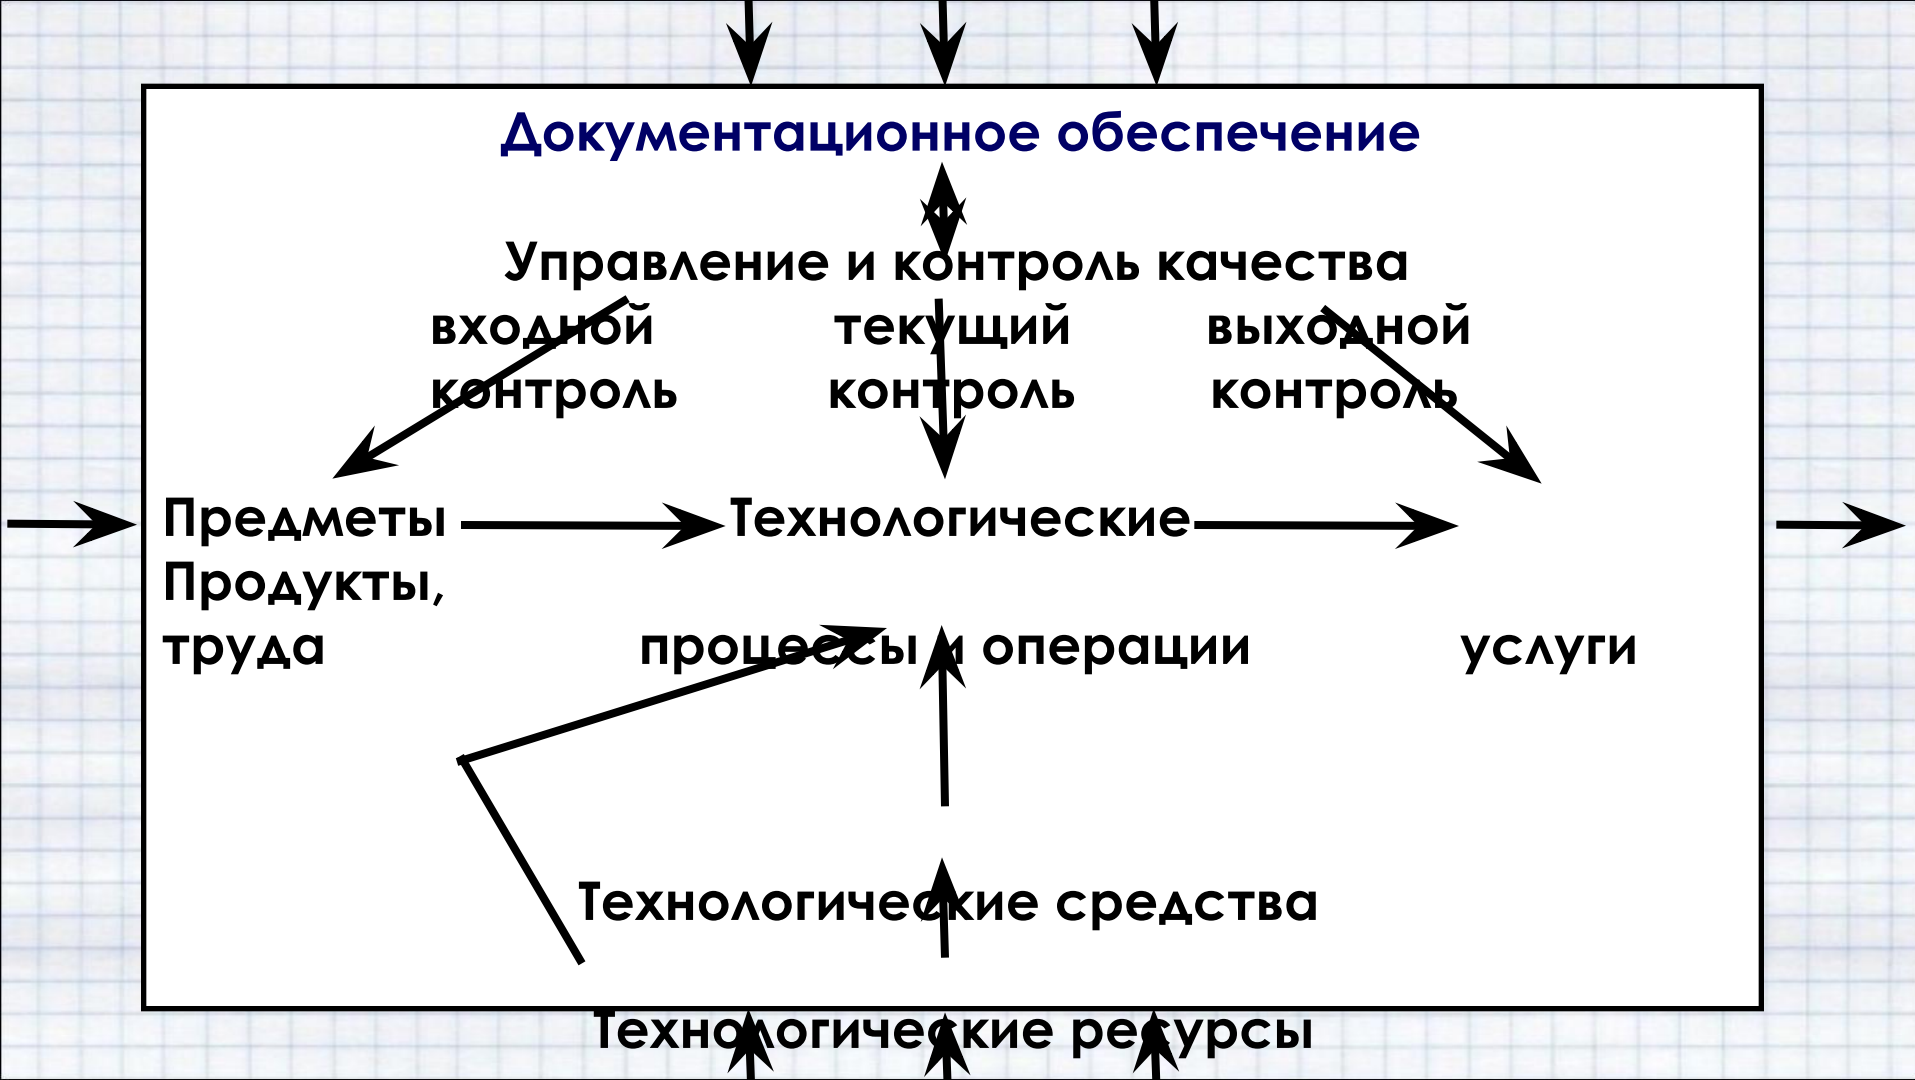 Документационное обеспечение
Управление и контроль качества
входной текущий выходной
контроль контроль контроль
Предметы Технологические
Продукты,
труда процессы и операции услуги
Технологические средства
Технологические ресурсы